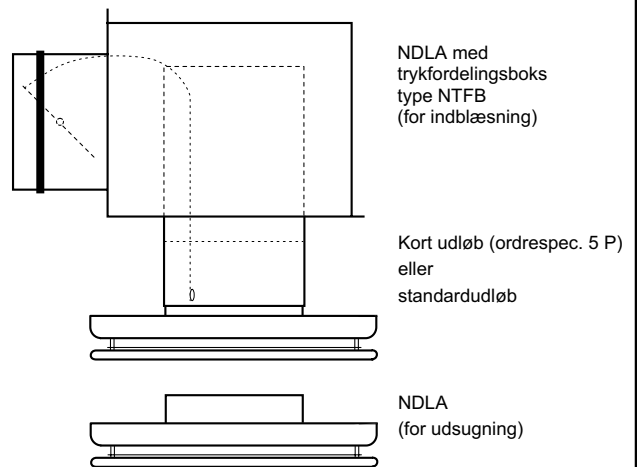 NDLA med
trykfordelingsboks
type NTFB
(for indblæsning)
Kort udløb (ordrespec. 5 P)
eller
standardudløb
NDLA
(for udsugning)